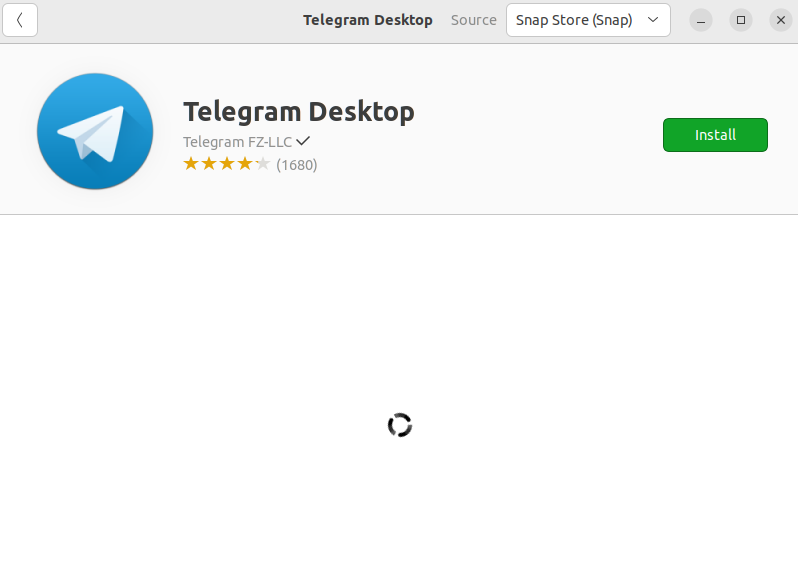 Telegram Desktop Source Snap Store (Snap)
Telegram Desktop
Telegram FZ-LLC
(1680)
Install